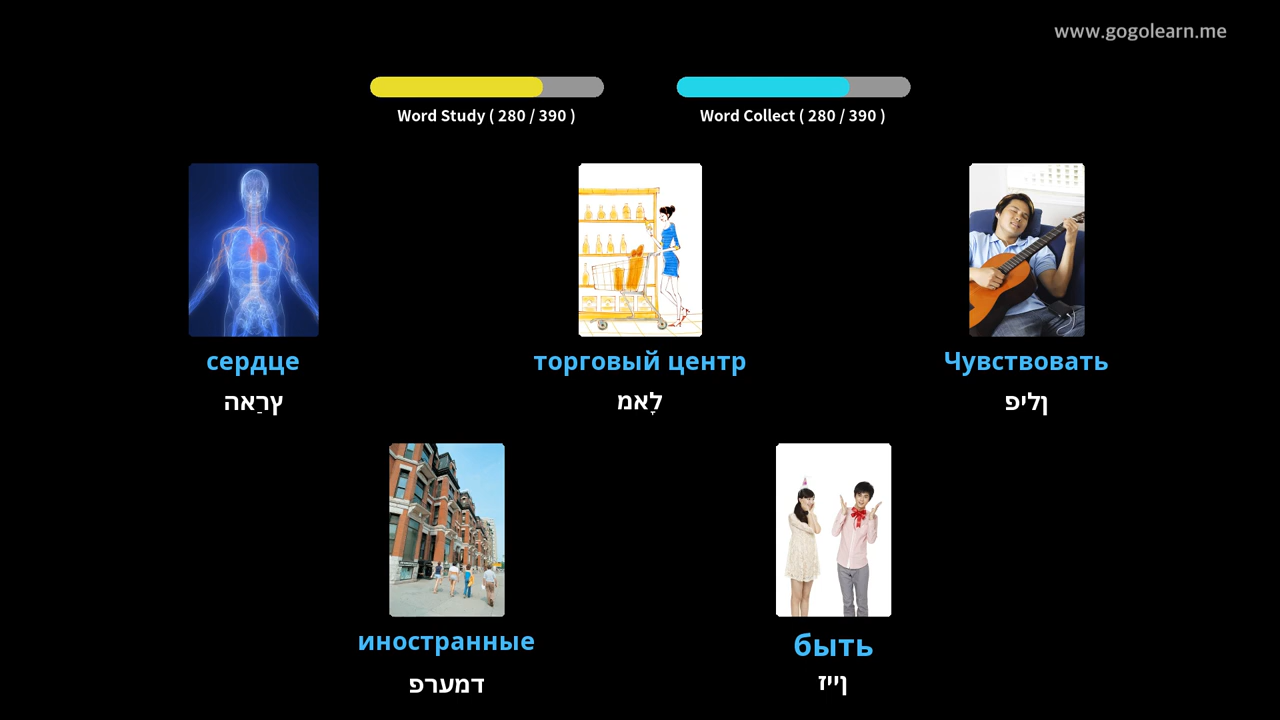 www.gogolearn.me
Word Study ( 280 / 390 )
Word Collect ( 280 / 390 )
сердце
торговый центр
Чувствовать
ץרַאה
לָאמ
ןליפ
иностранные
быть
דמערפ
ןייז